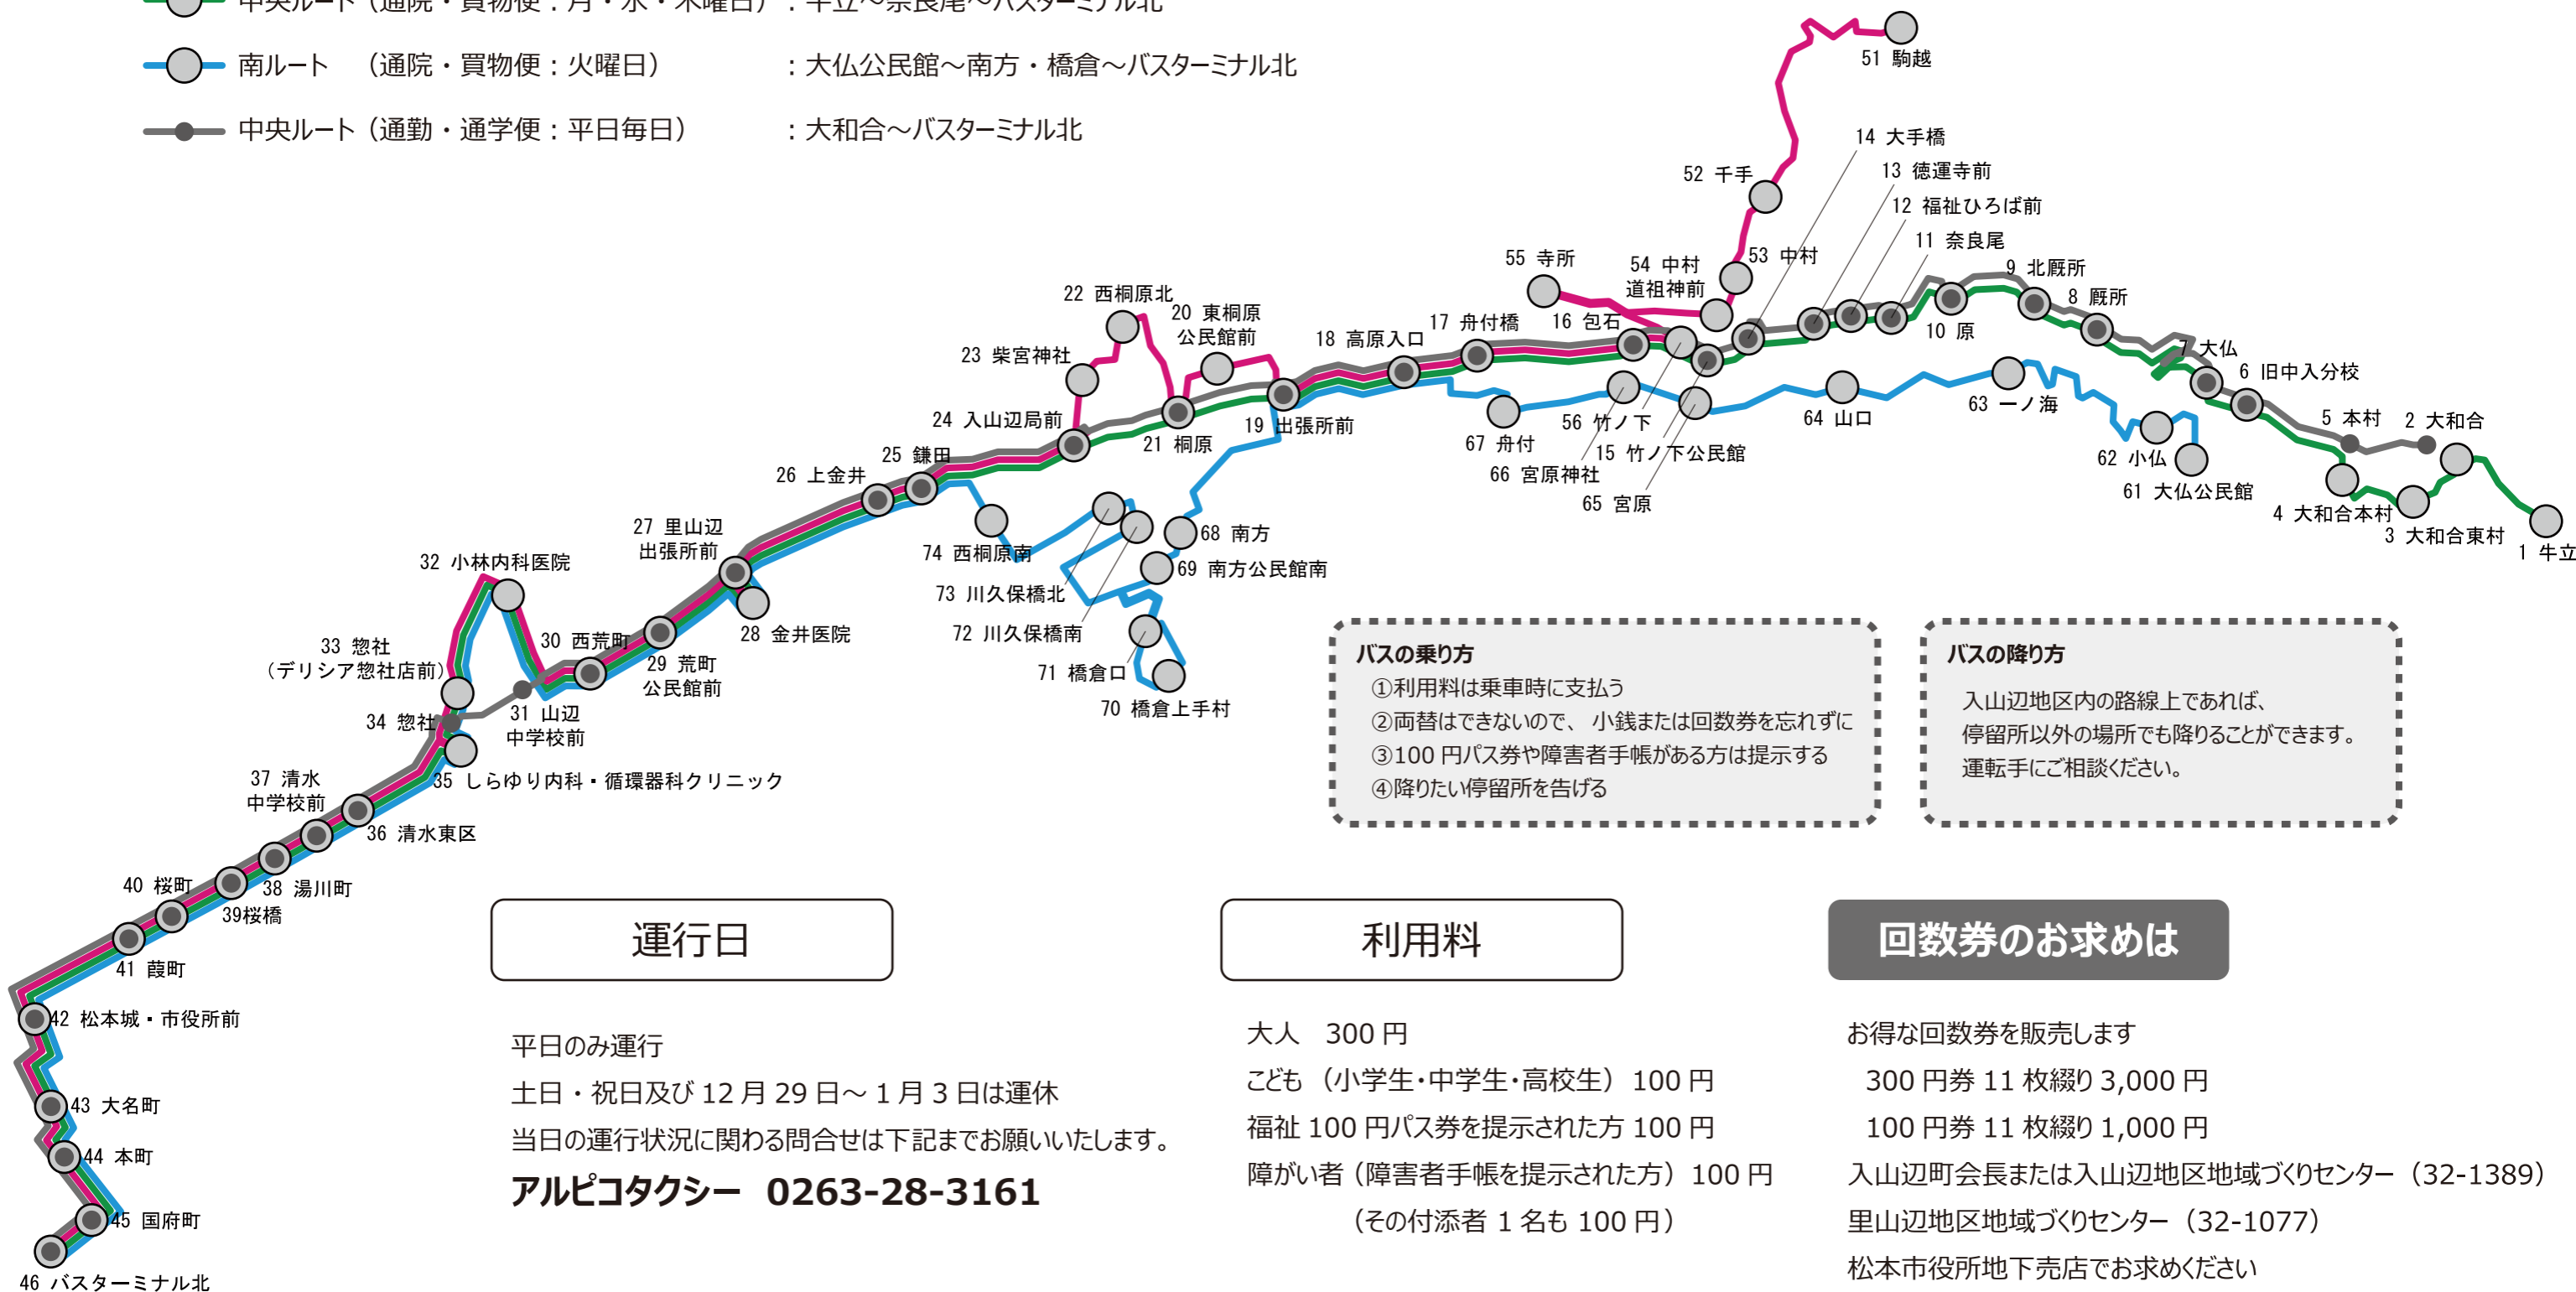 中央ルート（通院・買物便：月・水・木曜日）：牛立～奈良尾～バスターミナル北
南ルート　（通院・買物便：火曜日）　：大仏公民館～南方・橋倉～バスターミナル北
中央ルート（通勤・通学便：平日毎日）　：大和合～バスターミナル北
51 駒越
14 大手橋
13 徳運寺前
52 千手
12 福祉ひろば前
11 奈良尾
53 中村
54 中村
道祖神前
55 寺所
9 北厩所
8 厩所
10 原
7 大仏
6 旧中入分校
5 本村
2 大和合
22 西桐原北
20 東桐原
公民館前
17 舟付橋
16 包石
18 高原入口
23 柴宮神社
24 入山辺局前
21 桐原
19 出張所前
67 舟付
56 竹ノ下
66 宮原神社
15 竹ノ下公民館
65 宮原
64 山口
63 一ノ海
62 小仏
61 大仏公民館
4 大和合本村
3 大和合東村
1 牛立
25 鎌田
26 上金井
27 里山辺
出張所前
74 西桐原南
68 南方
69 南方公民館南
73 川久保橋北
72 川久保橋南
71 橋倉口
70 橋倉上手村
32 小林内科医院
28 金井医院
30 西荒町
29 荒町
公民館前
33 惣社
（デリシア惣社店前）
34 惣社
31 山辺
中学校前
35 しらゆり内科・循環器科クリニック
37 清水
中学校前
36 清水東区
38 湯川町
40 桜町
39桜橋
41 葭町
42 松本城・市役所前
43 大名町
44 本町
45 国府町
46 バスターミナル北
バスの乗り方
①利用料は乗車時に支払う
②両替はできないので、 小銭または回数券を忘れずに
③100 円パス券や障害者手帳がある方は提示する
④降りたい停留所を告げる
バスの降り方
入山辺地区内の路線上であれば、
停留所以外の場所でも降りることができます。
運転手にご相談ください。
運行日
平日のみ運行
土日・祝日及び 12 月 29 日～ 1 月 3 日は運休
当日の運行状況に関わる問合せは下記までお願いいたします。
アルピコタクシー 0263-28-3161
利用料
大人　300 円
こども （小学生・中学生・高校生） 100 円
福祉 100 円パス券を提示された方 100 円
障がい者（障害者手帳を提示された方）100 円
（その付添者 1 名も 100 円）
回数券のお求めは
お得な回数券を販売します
300 円券 11 枚綴り 3,000 円
100 円券 11 枚綴り 1,000 円
入山辺町会長または入山辺地区地域づくりセンター（32-1389）
里山辺地区地域づくりセンター（32-1077）
松本市役所地下売店でお求めください